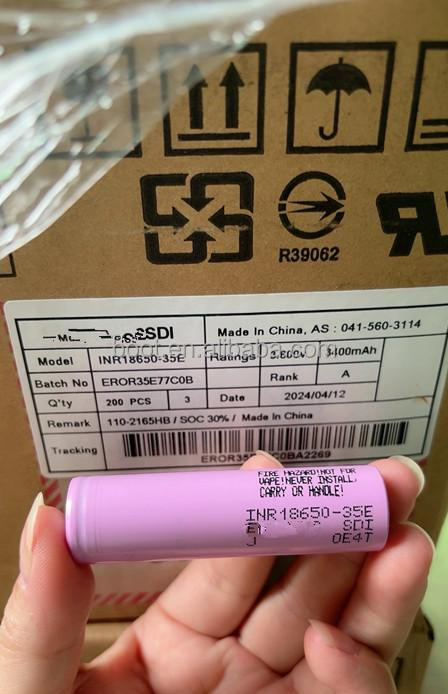 R39062
SDI Made In China, AS : 041-560-3114
Model INR18650-35E Ratings 3.600V 3400mAh
Batch No EROR35E77C0B Rank A
Q'ty 200 PCS 3 Date 2024/04/12
Remark 110-2165HB / SOC 30% / Made In China
Tracking
FIRE HAZARD!NOT FOR
VAPE!NEVER INSTALL,
CARRY OR HANDLE!
INR18650-35E
SDI
J 0E4T